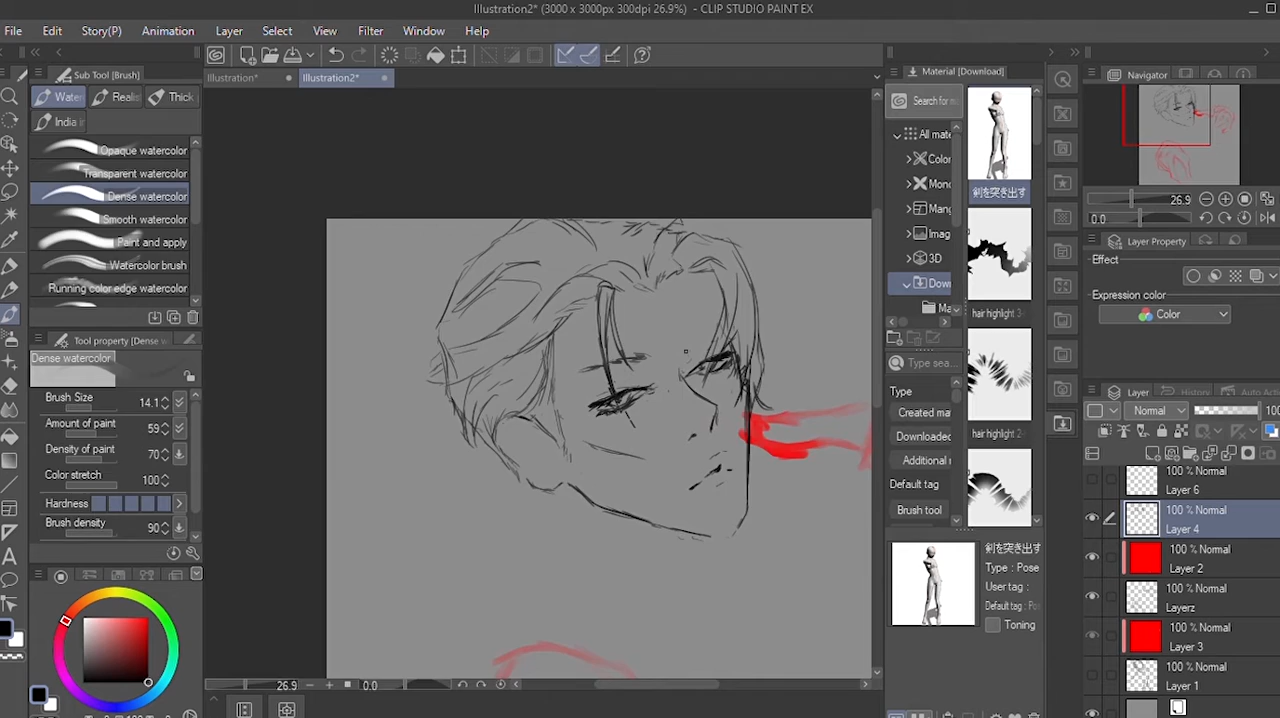 Illustration2* (3000 x 3000px 300dpi 26.9%) - CLIP STUDIO PAINT EX
File Edit Story(P) Animation Layer Select View Filter Window Help
Sub Tool [Brush]
Water Realis Thick
India in
Opaque watercolor
Transparent watercolor
Dense watercolor
Smooth watercolor
Paint and apply
Watercolor brush
Running color edge watercolor
Tool property [Dense w
Dense watercolor
Brush Size 14.1
Amount of paint 59
Density of paint 70
Color stretch 100
Hardness
Brush density 90
Illustration* Illustration2*
26.9 0.0
Material [Download]
Search for m
All mate
Color
Mono
Mang
Imag
3D
Dow
Ma
Type sea
Type
Created ma
Downloaded
Additional
Default tag
Brush tool
剣を突き出す
hair highlight 3
hair highlight 2
剣を突き出す
Type : Pose
User tag :
Default tag : Po
Toning
Navigator
26.9
0.0
Layer Property
Effect
Expression color
Color
Layer History Auto Acti
Normal 100
100 % Normal
Layer 6
100 % Normal
Layer 4
100 % Normal
Layer 2
100 % Normal
Layerz
100 % Normal
Layer 3
100 % Normal
Layer 1